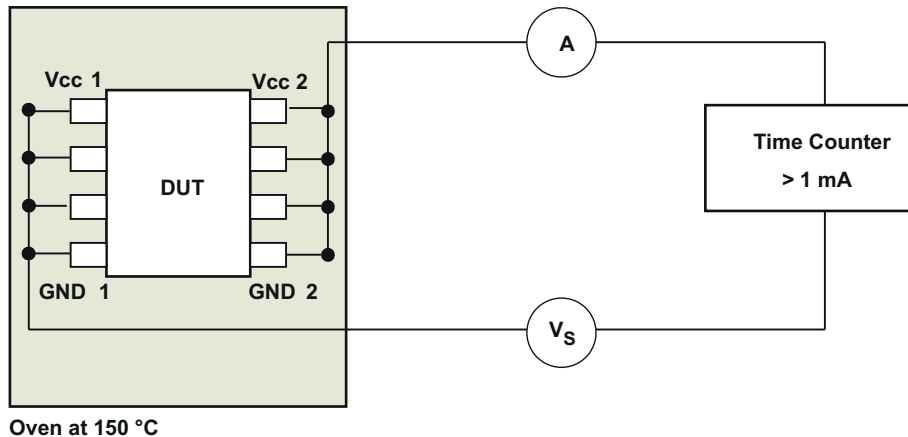 A
Vcc 1
Vcc 2
Time Counter
> 1 mA
DUT
GND 1
GND 2
VS
Oven at 150 °C